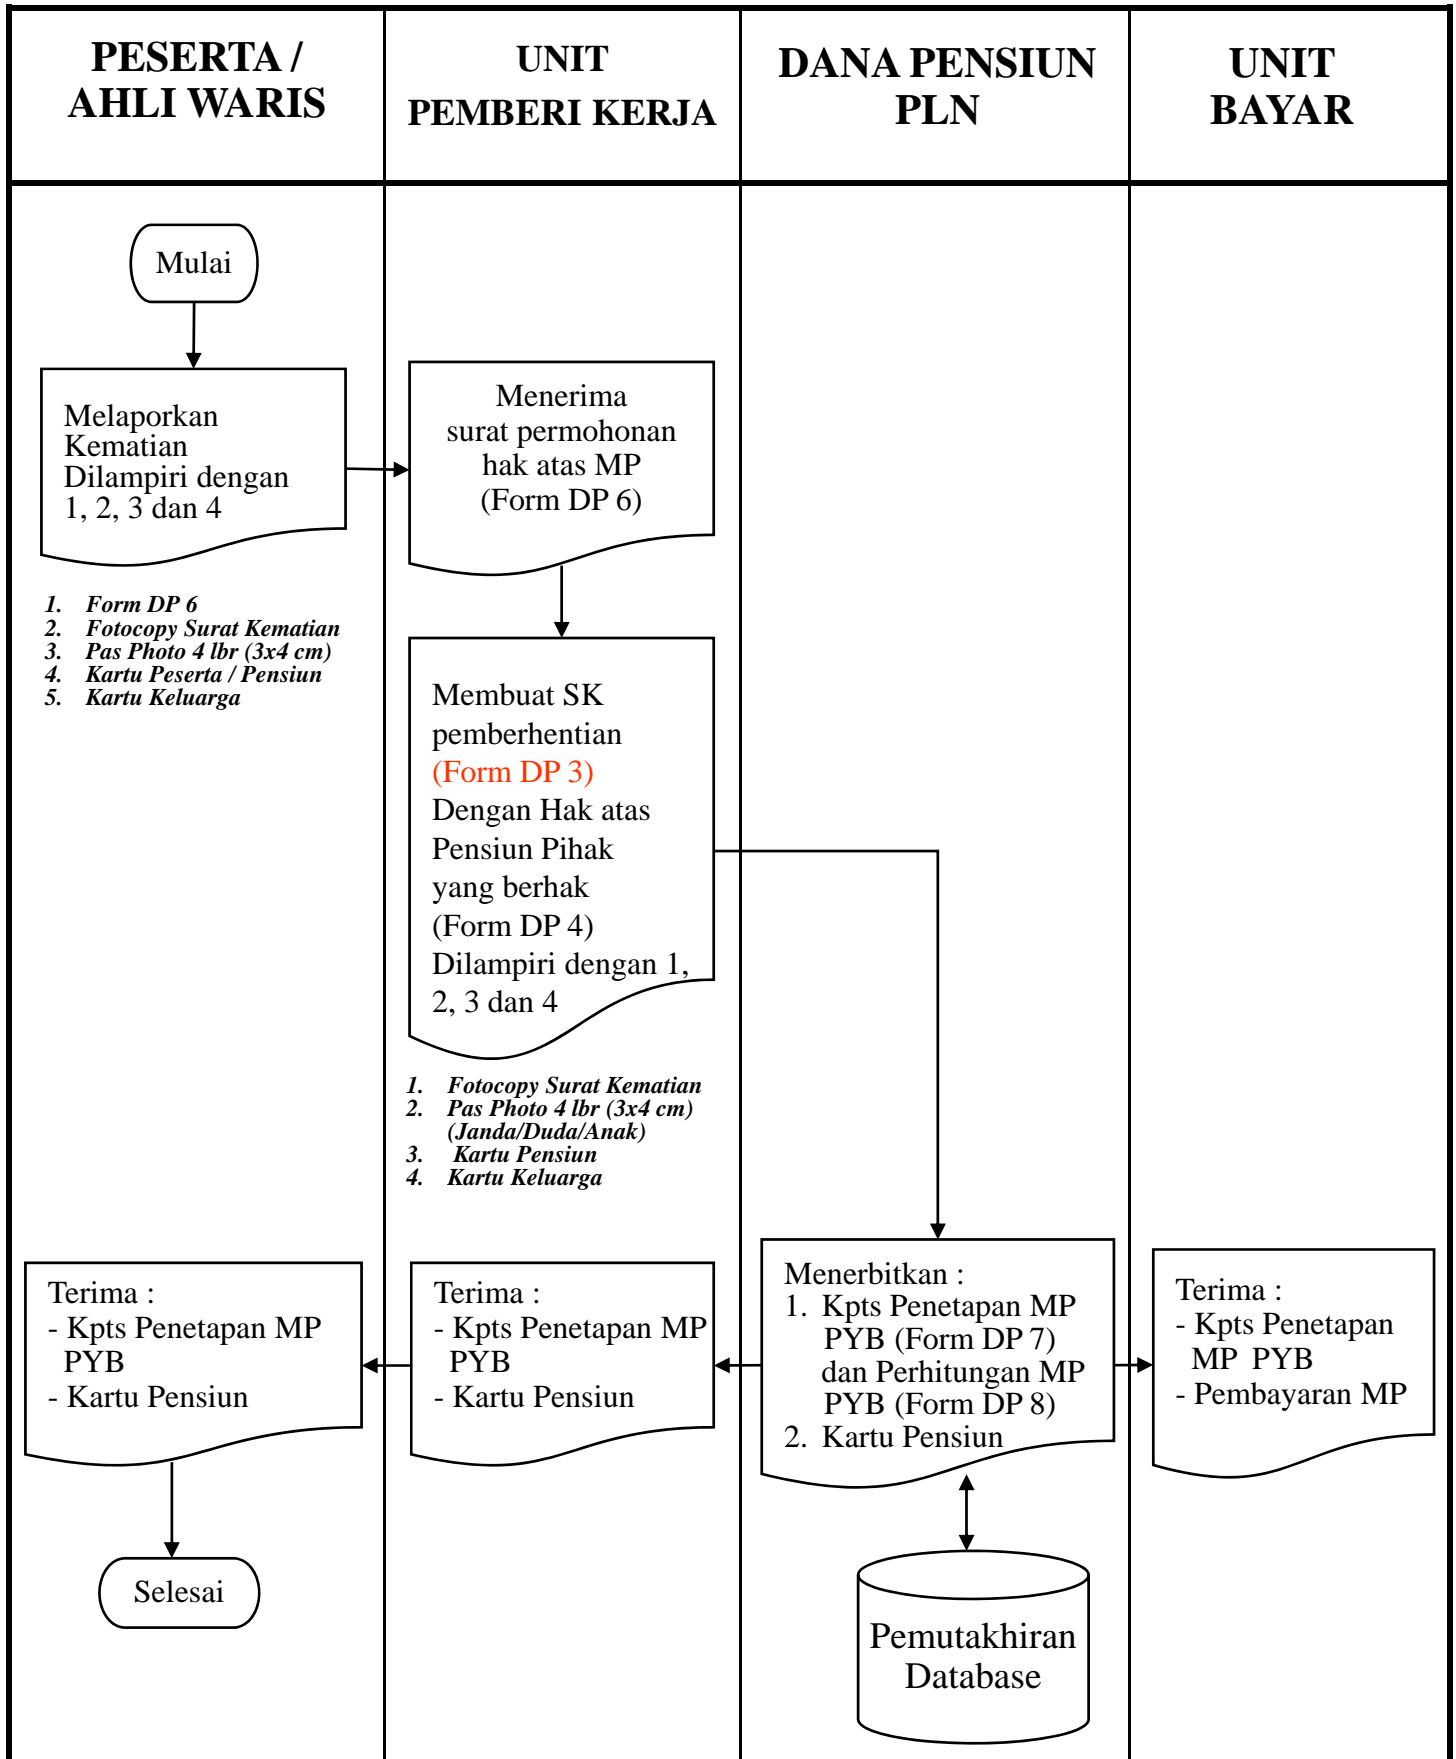 PESERTA /
AHLI WARIS
UNIT
PEMBERI KERJA
DANA PENSIUN
PLN
UNIT
BAYAR
Mulai
Melaporkan
Kematian
Dilampiri dengan
1, 2, 3 dan 4
1. Form DP 6
2. Fotocopy Surat Kematian
3. Pas Photo 4 lbr (3x4 cm)
4. Kartu Peserta / Pensiun
5. Kartu Keluarga
Menerima
surat permohonan
hak atas MP
(Form DP 6)
Membuat SK
pemberhentian
(Form DP 3)
Dengan Hak atas
Pensiun Pihak
yang berhak
(Form DP 4)
Dilampiri dengan 1,
2, 3 dan 4
1. Fotocopy Surat Kematian
2. Pas Photo 4 lbr (3x4 cm)
(Janda/Duda/Anak)
3. Kartu Pensiun
4. Kartu Keluarga
Menerbitkan :
1. Kpts Penetapan MP
PYB (Form DP 7)
dan Perhitungan MP
PYB (Form DP 8)
2. Kartu Pensiun
Terima :
- Kpts Penetapan
MP PYB
- Pembayaran MP
Terima :
- Kpts Penetapan MP
PYB
- Kartu Pensiun
Terima :
- Kpts Penetapan MP
PYB
- Kartu Pensiun
Selesai
Pemutakhiran
Database